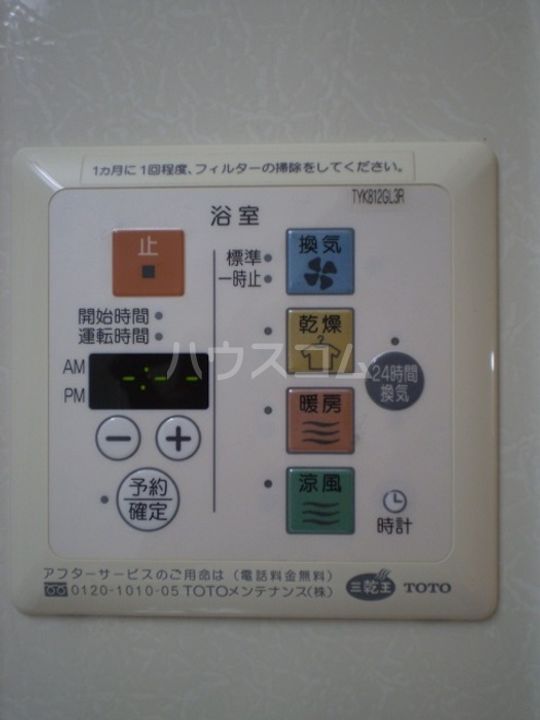 1カ月に1回程度、フィルターの掃除をしてください。
TYK812GL3R
浴室
止
換気
標準
一時止
開始時間
運転時間
乾燥
AM
PM
-:--
24時間
換気
暖房
予約
確定
涼風
時計
アフターサービスのご用命は(電話料金無料)
0120-1010-05 TOTOメンテナンス(株)
三乾王
TOTO
ハウスコム